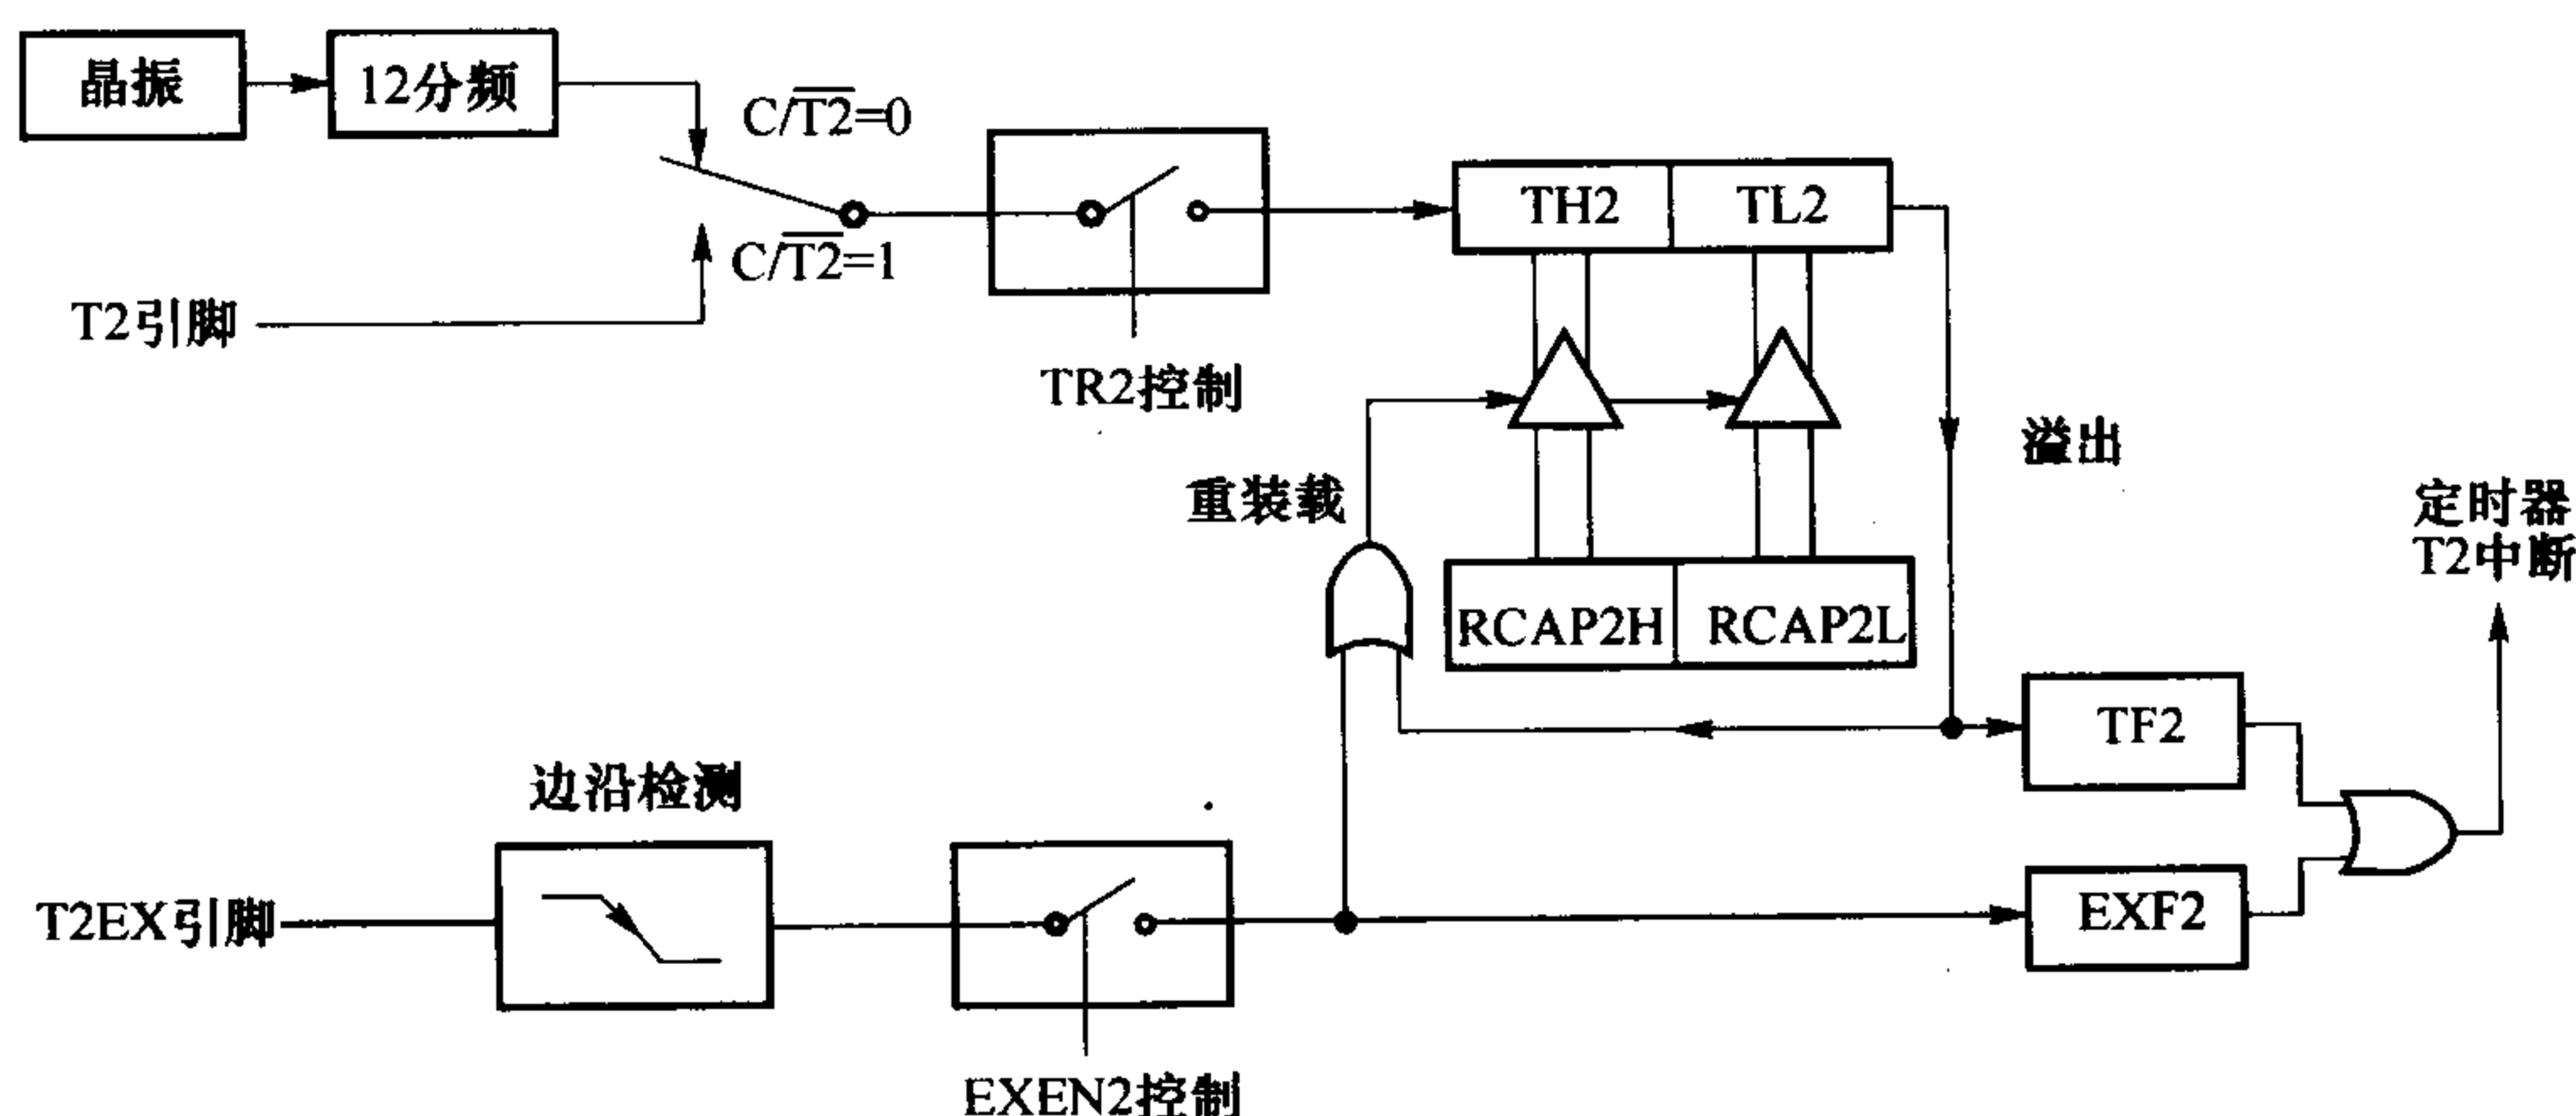 晶振
12分频
C/T2=0
C/T2=1
T2引脚
TR2控制
TH2
TL2
溢出
重装载
RCAP2H
RCAP2L
定时器
T2中断
TF2
边沿检测
T2EX引脚
EXF2
EXEN2控制